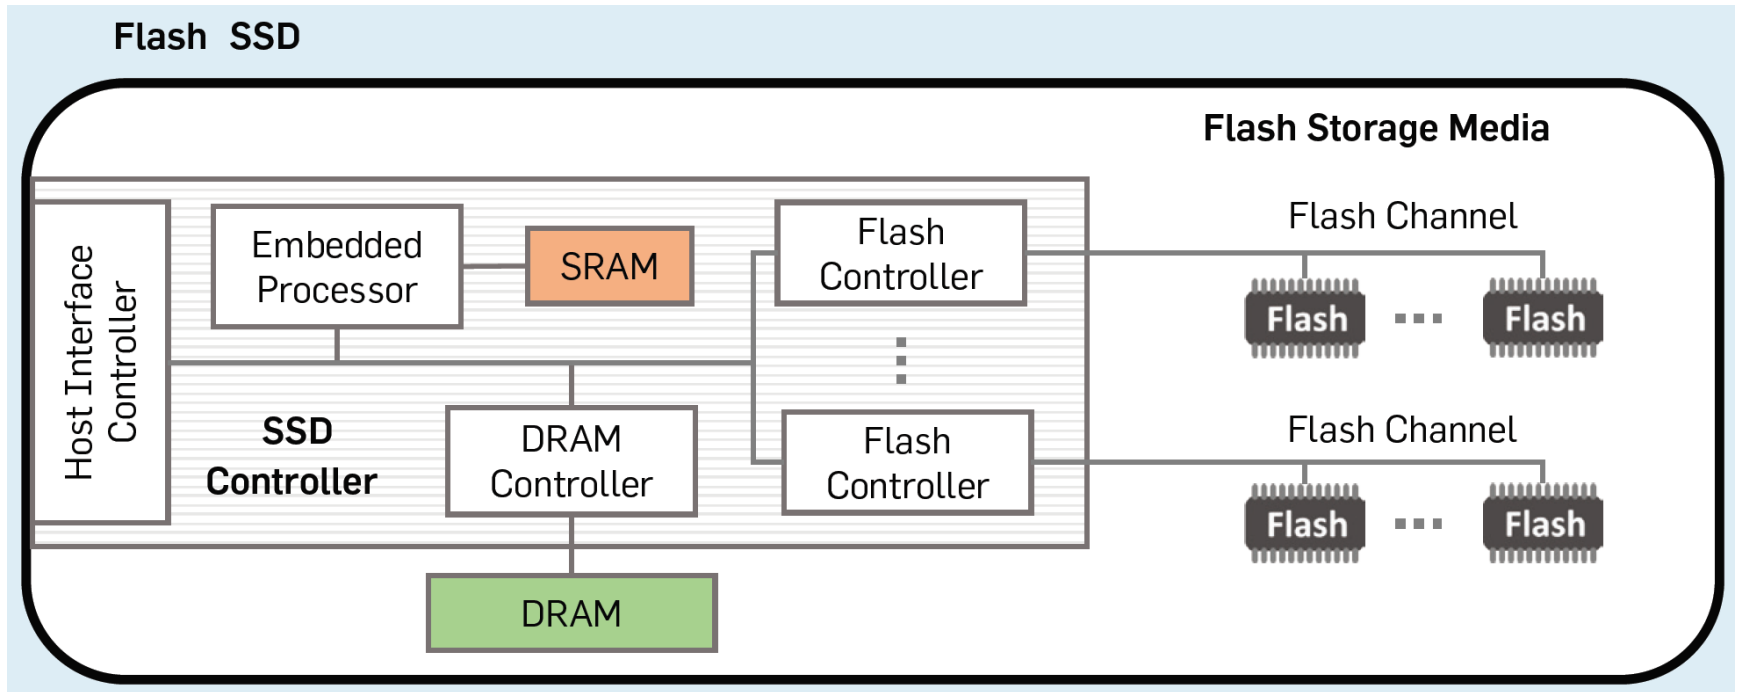 Flash SSD
Flash Storage Media
Host Interface
Controller
Embedded
Processor
SRAM
Flash
Controller
Flash Channel
Flash
Flash
SSD
Controller
DRAM
Controller
Flash
Controller
Flash Channel
Flash
Flash
DRAM